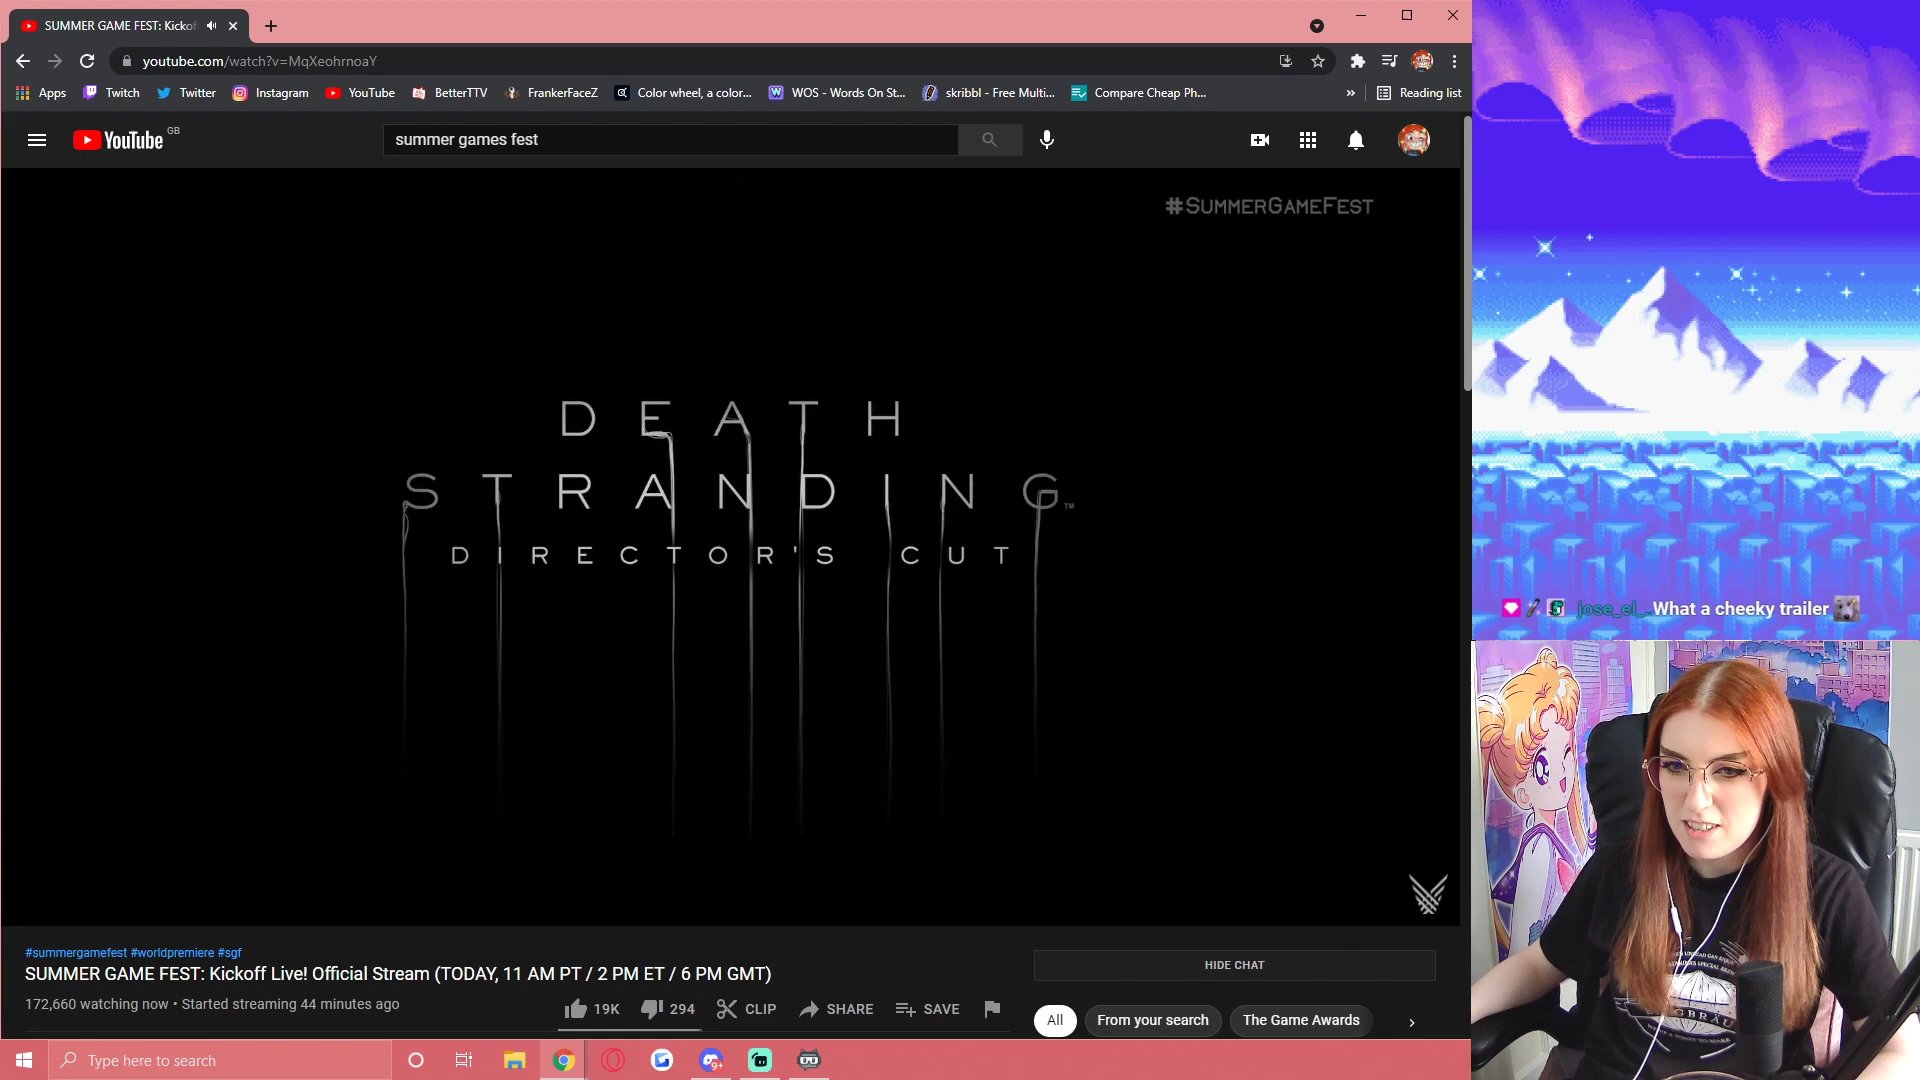 SUMMER GAME FEST: Kickof
youtube.com/watch?v=MqXeohrnoaY
Apps Twitch Twitter Instagram YouTube BetterTTV FrankerFaceZ Color wheel, a color... WOS - Words On St... skribbl - Free Multi... Compare Cheap Ph... » Reading list
YouTube GB
summer games fest
#SUMMERGAMEFEST
DEATH
STRANDING™
DIRECTOR'S CUT
jose_el_.. What a cheeky trailer
#summergamefest #worldpremiere #sgf
SUMMER GAME FEST: Kickoff Live! Official Stream (TODAY, 11 AM PT / 2 PM ET / 6 PM GMT)
172,660 watching now • Started streaming 44 minutes ago
19K 294 CLIP SHARE SAVE
HIDE CHAT
All From your search The Game Awards
Type here to search
9+